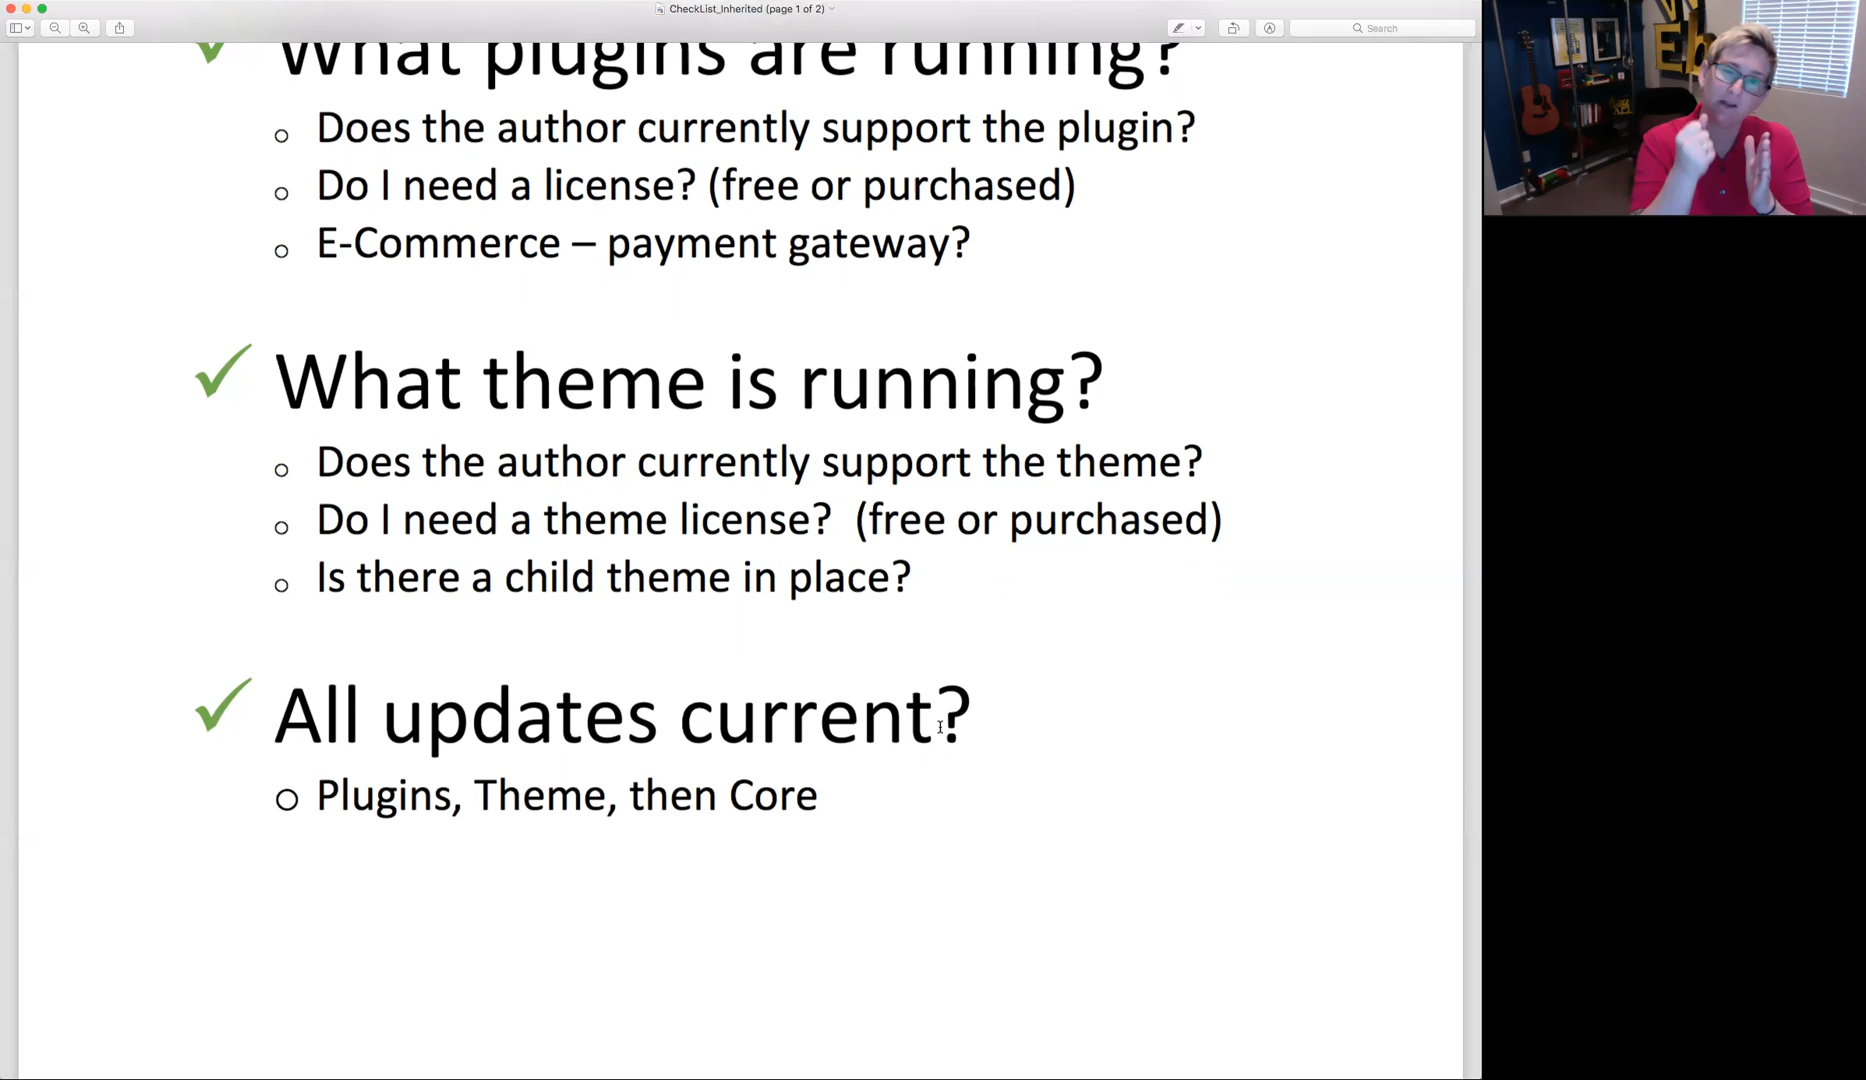 CheckList_Inherited (page 1 of 2)
Search
What plugins are running?
Does the author currently support the plugin?
Do I need a license? (free or purchased)
E-Commerce – payment gateway?
What theme is running?
Does the author currently support the theme?
Do I need a theme license?  (free or purchased)
Is there a child theme in place?
All updates current?
Plugins, Theme, then Core